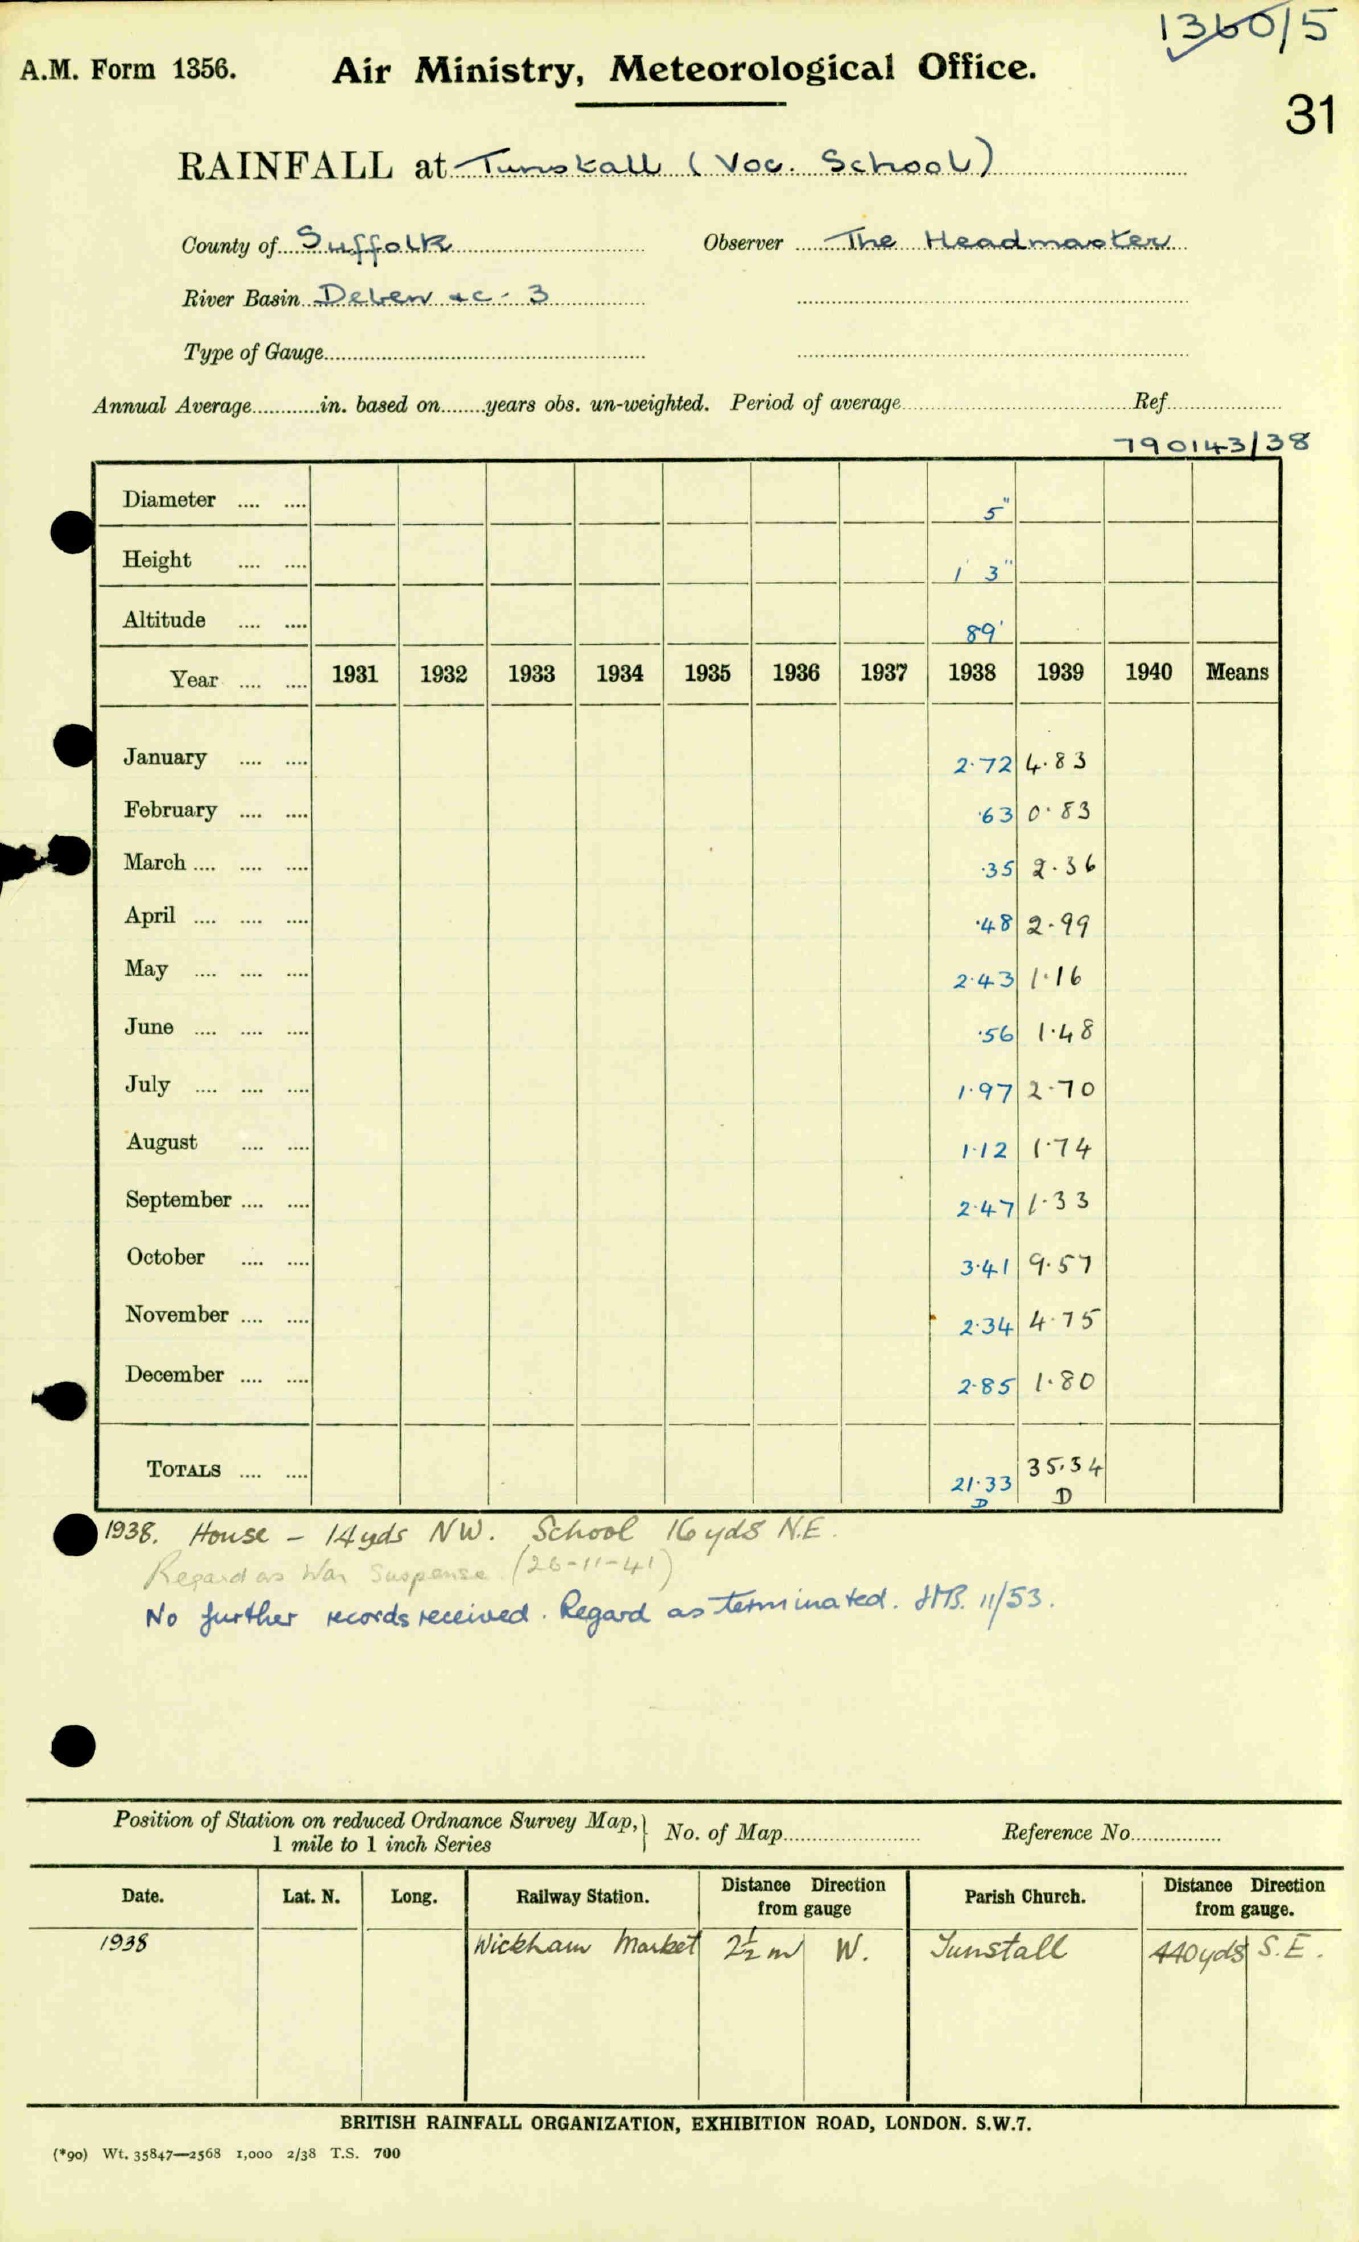 1360/5
A.M. Form 1356. Air Ministry, Meteorological Office.
31
RAINFALL at Tunstall (Voc. School)
County of Suffolk Observer The Headmaster
River Basin Deben &c. 3
Type of Gauge
Annual Average in. based on years obs. un-weighted. Period of average Ref.
790143/38
Diameter 5"
Height 1' 3"
Altitude 89'
Year 1931 1932 1933 1934 1935 1936 1937 1938 1939 1940 Means
January 2.72 4.83
February .63 0.83
March .35 2.36
April .48 2.99
May 2.43 1.16
June .56 1.48
July 1.97 2.70
August 1.12 1.74
September 2.47 1.33
October 3.41 9.57
November 2.34 4.75
December 2.85 1.80
TOTALS 21.33 35.54
D D
1938. House - 14yds NW. School 16yds N.E.
Regard as War Suspense. (26-11-41)
No further records received. Regard as terminated. 11/53.
Position of Station on reduced Ordnance Survey Map, } No. of Map Reference No.
1 mile to 1 inch Series
Date. Lat. N. Long. Railway Station. Distance Direction from gauge Parish Church. Distance Direction from gauge.
1938 Wickham Market 2½ m W. Tunstall 440yds S.E.
BRITISH RAINFALL ORGANIZATION, EXHIBITION ROAD, LONDON. S.W.7.
(*90) Wt. 35847—2568 1,000 2/38 T.S. 700